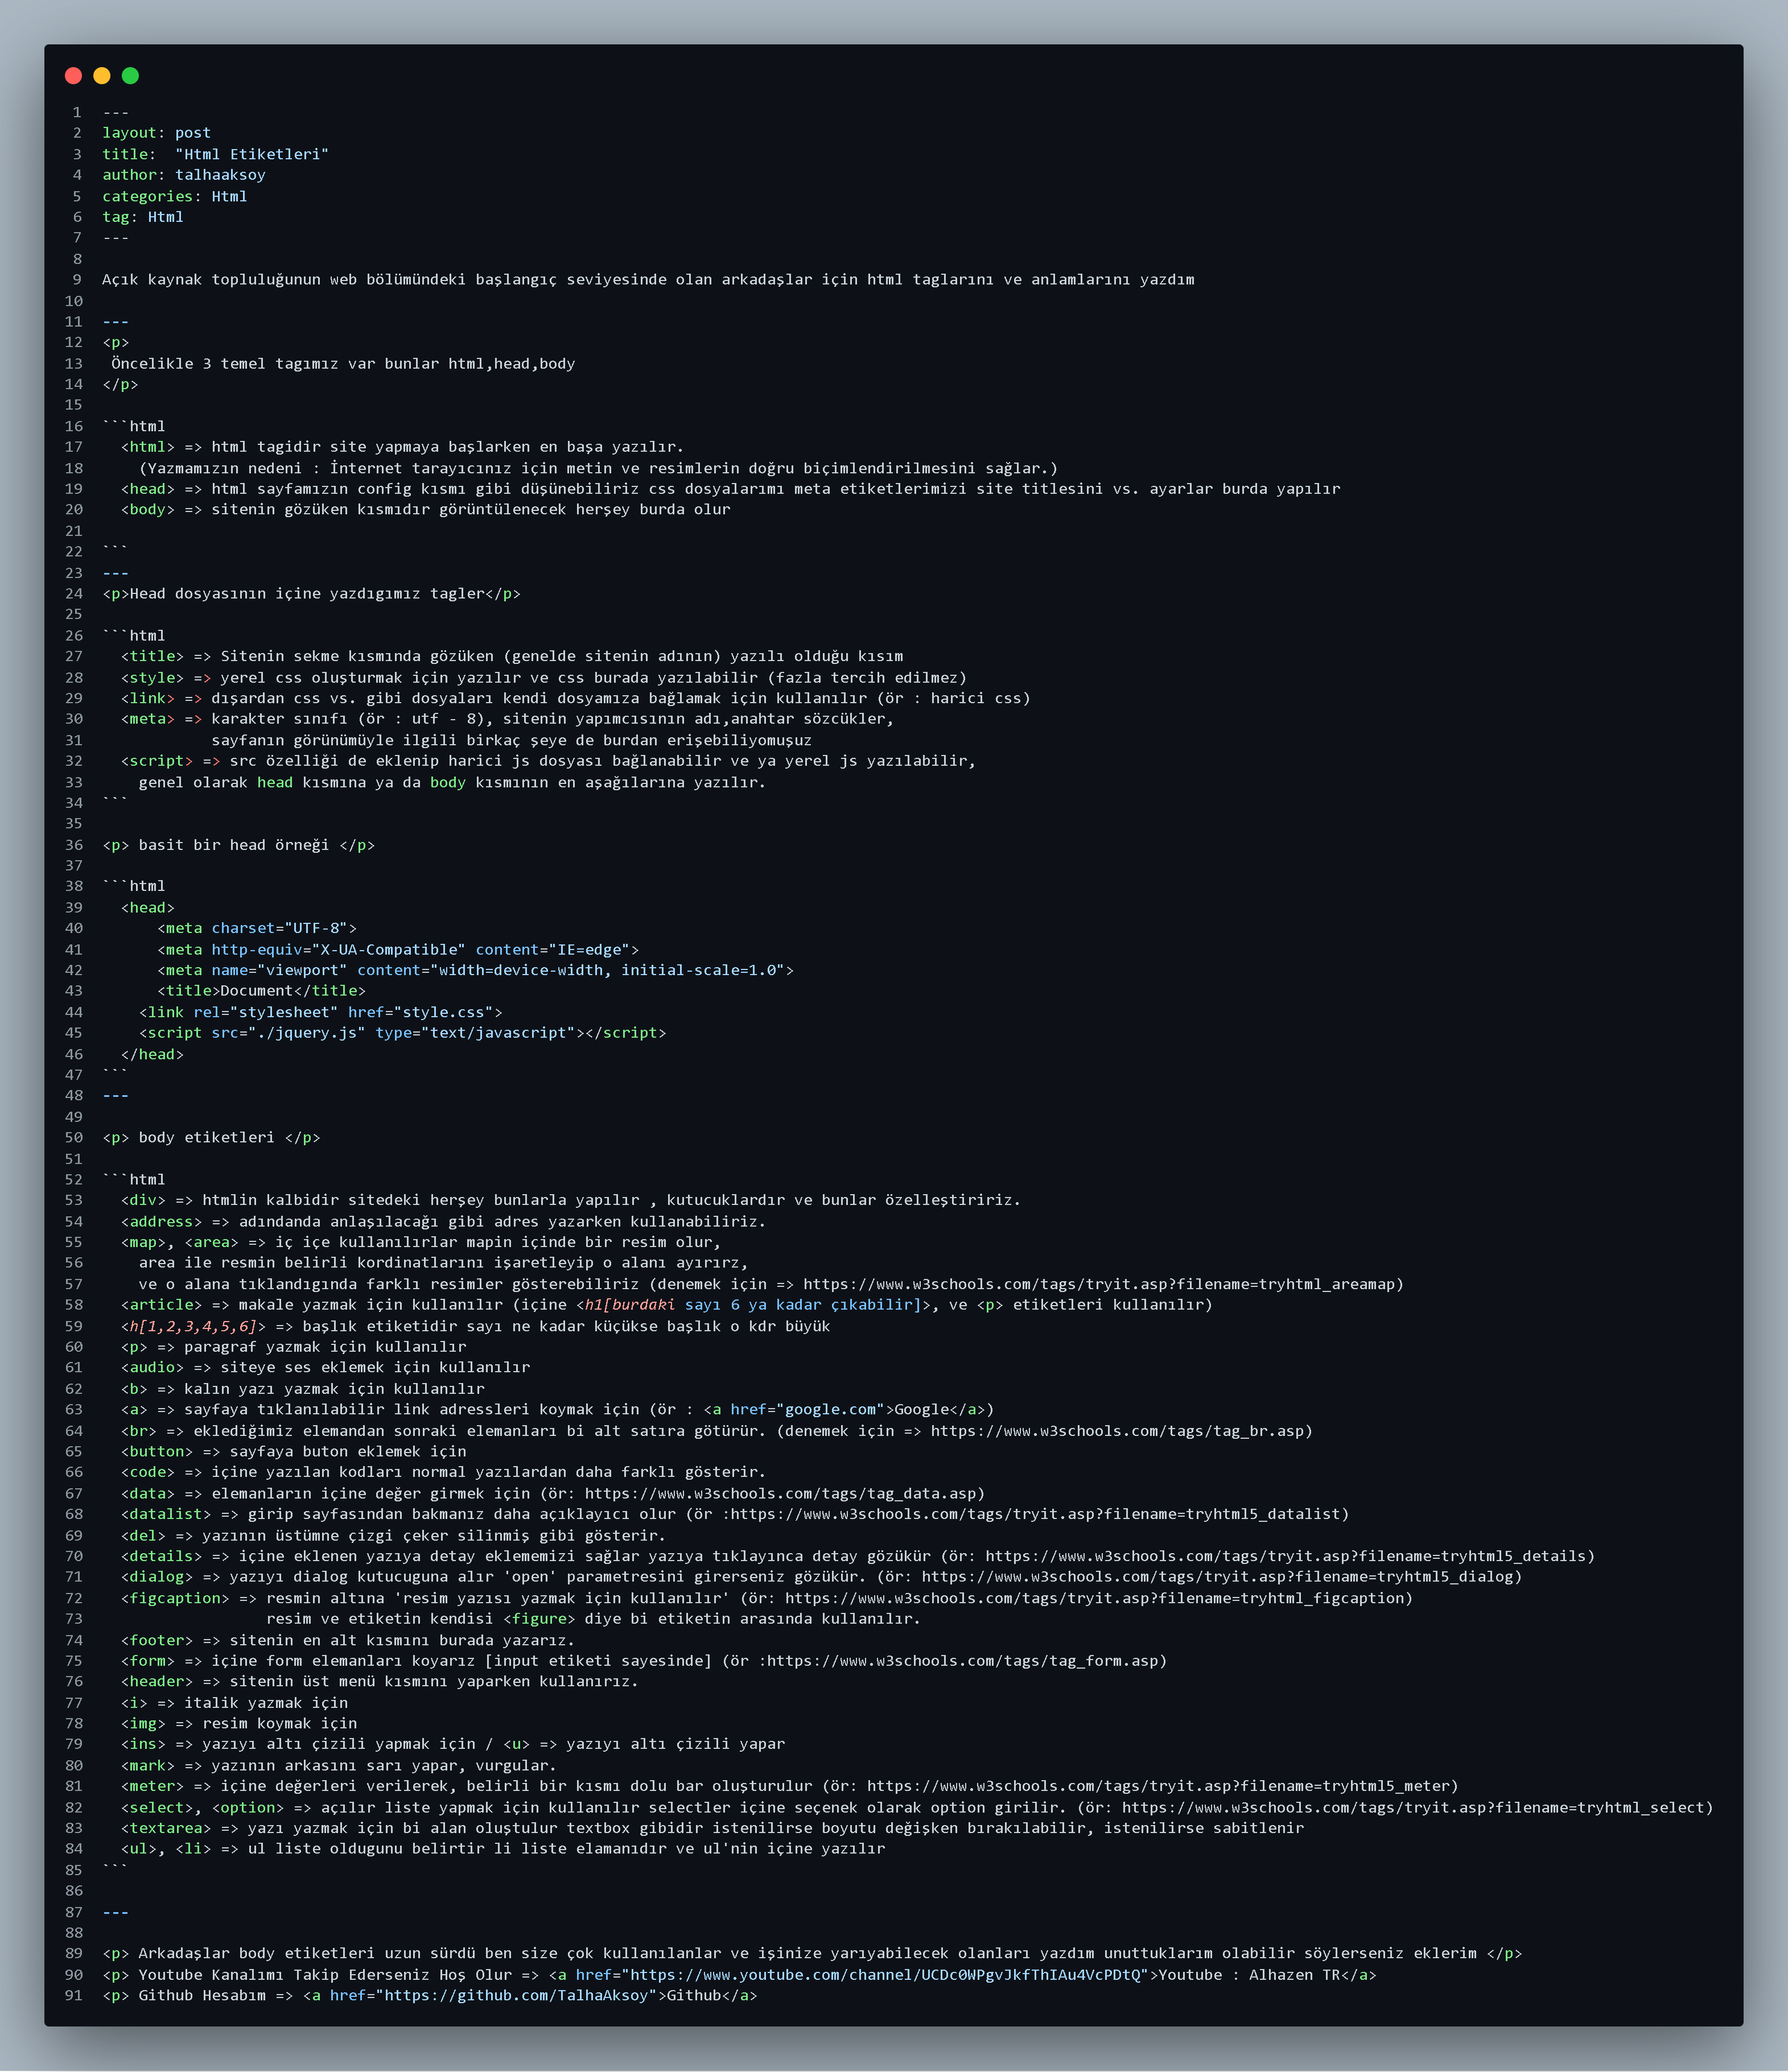 1 ---
2 layout: post
3 title:  "Html Etiketleri"
4 author: talhaaksoy
5 categories: Html
6 tag: Html
7 ---
8
9 Açık kaynak topluluğunun web bölümündeki başlangıç seviyesinde olan arkadaşlar için html taglarını ve anlamlarını yazdım
10
11 ---
12 <p>
13  Öncelikle 3 temel tagımız var bunlar html,head,body
14 </p>
15
16 ```html
17   <html> => html tagidir site yapmaya başlarken en başa yazılır.
18     (Yazmamızın nedeni : İnternet tarayıcınız için metin ve resimlerin doğru biçimlendirilmesini sağlar.)
19   <head> => html sayfamızın config kısmı gibi düşünebiliriz css dosyalarımı meta etiketlerimizi site titlesini vs. ayarlar burda yapılır
20   <body> => sitenin gözüken kısmıdır görüntülenecek herşey burda olur
21
22 ```
23 ---
24 <p>Head dosyasının içine yazdıgımız tagler</p>
25
26 ```html
27   <title> => Sitenin sekme kısmında gözüken (genelde sitenin adının) yazılı olduğu kısım
28   <style> => yerel css oluşturmak için yazılır ve css burada yazılabilir (fazla tercih edilmez)
29   <link> => dışardan css vs. gibi dosyaları kendi dosyamıza bağlamak için kullanılır (ör : harici css)
30   <meta> => karakter sınıfı (ör : utf - 8), sitenin yapımcısının adı,anahtar sözcükler,
31             sayfanın görünümüyle ilgili birkaç şeye de burdan erişebiliyomuşuz
32   <script> => src özelliği de eklenip harici js dosyası bağlanabilir ve ya yerel js yazılabilir,
33     genel olarak head kısmına ya da body kısmının en aşağılarına yazılır.
34 ```
35
36 <p> basit bir head örneği </p>
37
38 ```html
39   <head>
40       <meta charset="UTF-8">
41       <meta http-equiv="X-UA-Compatible" content="IE=edge">
42       <meta name="viewport" content="width=device-width, initial-scale=1.0">
43       <title>Document</title>
44     <link rel="stylesheet" href="style.css">
45     <script src="./jquery.js" type="text/javascript"></script>
46   </head>
47 ```
48 ---
49
50 <p> body etiketleri </p>
51
52 ```html
53   <div> => htmlin kalbidir sitedeki herşey bunlarla yapılır , kutucuklardır ve bunlar özelleştiririz.
54   <address> => adındanda anlaşılacağı gibi adres yazarken kullanabiliriz.
55   <map>, <area> => iç içe kullanılırlar mapin içinde bir resim olur,
56     area ile resmin belirli kordinatlarını işaretleyip o alanı ayırırz,
57     ve o alana tıklandıgında farklı resimler gösterebiliriz (denemek için => https://www.w3schools.com/tags/tryit.asp?filename=tryhtml_areamap)
58   <article> => makale yazmak için kullanılır (içine <h1[burdaki sayı 6 ya kadar çıkabilir]>, ve <p> etiketleri kullanılır)
59   <h[1,2,3,4,5,6]> => başlık etiketidir sayı ne kadar küçükse başlık o kdr büyük
60   <p> => paragraf yazmak için kullanılır
61   <audio> => siteye ses eklemek için kullanılır
62   <b> => kalın yazı yazmak için kullanılır
63   <a> => sayfaya tıklanılabilir link adressleri koymak için (ör : <a href="google.com">Google</a>)
64   <br> => eklediğimiz elemandan sonraki elemanları bi alt satıra götürür. (denemek için => https://www.w3schools.com/tags/tag_br.asp)
65   <button> => sayfaya buton eklemek için
66   <code> => içine yazılan kodları normal yazılardan daha farklı gösterir.
67   <data> => elemanların içine değer girmek için (ör: https://www.w3schools.com/tags/tag_data.asp)
68   <datalist> => girip sayfasından bakmanız daha açıklayıcı olur (ör :https://www.w3schools.com/tags/tryit.asp?filename=tryhtml5_datalist)
69   <del> => yazının üstümne çizgi çeker silinmiş gibi gösterir.
70   <details> => içine eklenen yazıya detay eklememizi sağlar yazıya tıklayınca detay gözükür (ör: https://www.w3schools.com/tags/tryit.asp?filename=tryhtml5_details)
71   <dialog> => yazıyı dialog kutucuguna alır 'open' parametresini girerseniz gözükür. (ör: https://www.w3schools.com/tags/tryit.asp?filename=tryhtml5_dialog)
72   <figcaption> => resmin altına 'resim yazısı yazmak için kullanılır' (ör: https://www.w3schools.com/tags/tryit.asp?filename=tryhtml_figcaption)
73                   resim ve etiketin kendisi <figure> diye bi etiketin arasında kullanılır.
74   <footer> => sitenin en alt kısmını burada yazarız.
75   <form> => içine form elemanları koyarız [input etiketi sayesinde] (ör :https://www.w3schools.com/tags/tag_form.asp)
76   <header> => sitenin üst menü kısmını yaparken kullanırız.
77   <i> => italik yazmak için
78   <img> => resim koymak için
79   <ins> => yazıyı altı çizili yapmak için / <u> => yazıyı altı çizili yapar
80   <mark> => yazının arkasını sarı yapar, vurgular.
81   <meter> => içine değerleri verilerek, belirli bir kısmı dolu bar oluşturulur (ör: https://www.w3schools.com/tags/tryit.asp?filename=tryhtml5_meter)
82   <select>, <option> => açılır liste yapmak için kullanılır selectler içine seçenek olarak option girilir. (ör: https://www.w3schools.com/tags/tryit.asp?filename=tryhtml_select)
83   <textarea> => yazı yazmak için bi alan oluştulur textbox gibidir istenilirse boyutu değişken bırakılabilir, istenilirse sabitlenir
84   <ul>, <li> => ul liste oldugunu belirtir li liste elamanıdır ve ul'nin içine yazılır
85 ```
86
87 ---
88
89 <p> Arkadaşlar body etiketleri uzun sürdü ben size çok kullanılanlar ve işinize yarıyabilecek olanları yazdım unuttuklarım olabilir söylerseniz eklerim </p>
90 <p> Youtube Kanalımı Takip Ederseniz Hoş Olur => <a href="https://www.youtube.com/channel/UCDc0WPgvJkfThIAu4VcPDtQ">Youtube : Alhazen TR</a>
91 <p> Github Hesabım => <a href="https://github.com/TalhaAksoy">Github</a>